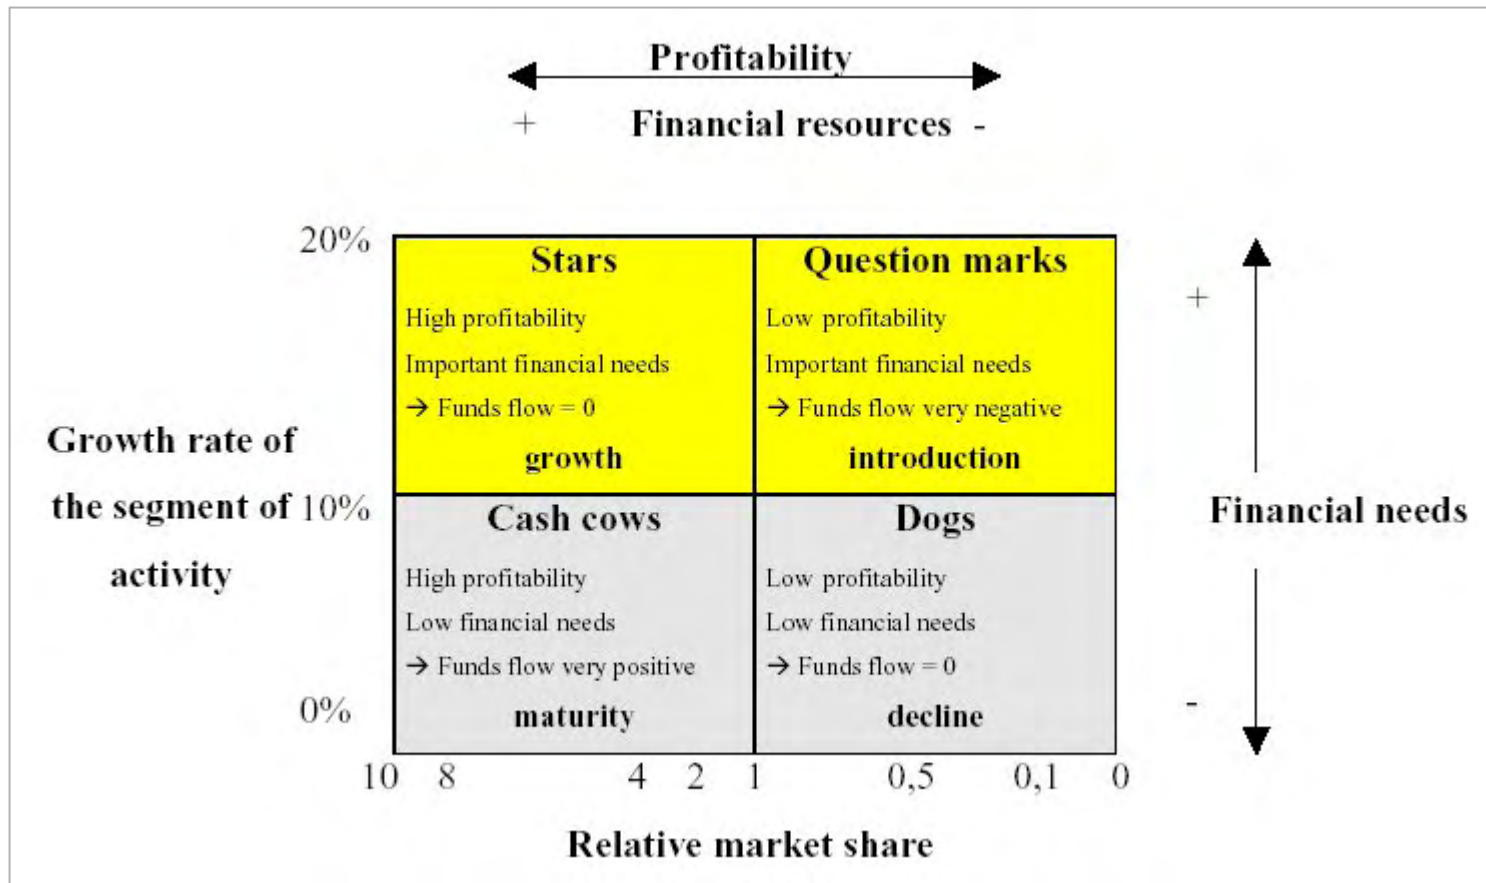 Profitability
+ Financial resources -
20%
Stars
High profitability
Important financial needs
→ Funds flow = 0
growth
Question marks
Low profitability
Important financial needs
→ Funds flow very negative
introduction
+
Growth rate of
the segment of
activity
10%
Financial needs
Cash cows
High profitability
Low financial needs
→ Funds flow very positive
maturity
Dogs
Low profitability
Low financial needs
→ Funds flow = 0
decline
0%
-
10 8 4 2 1 0,5 0,1 0
Relative market share